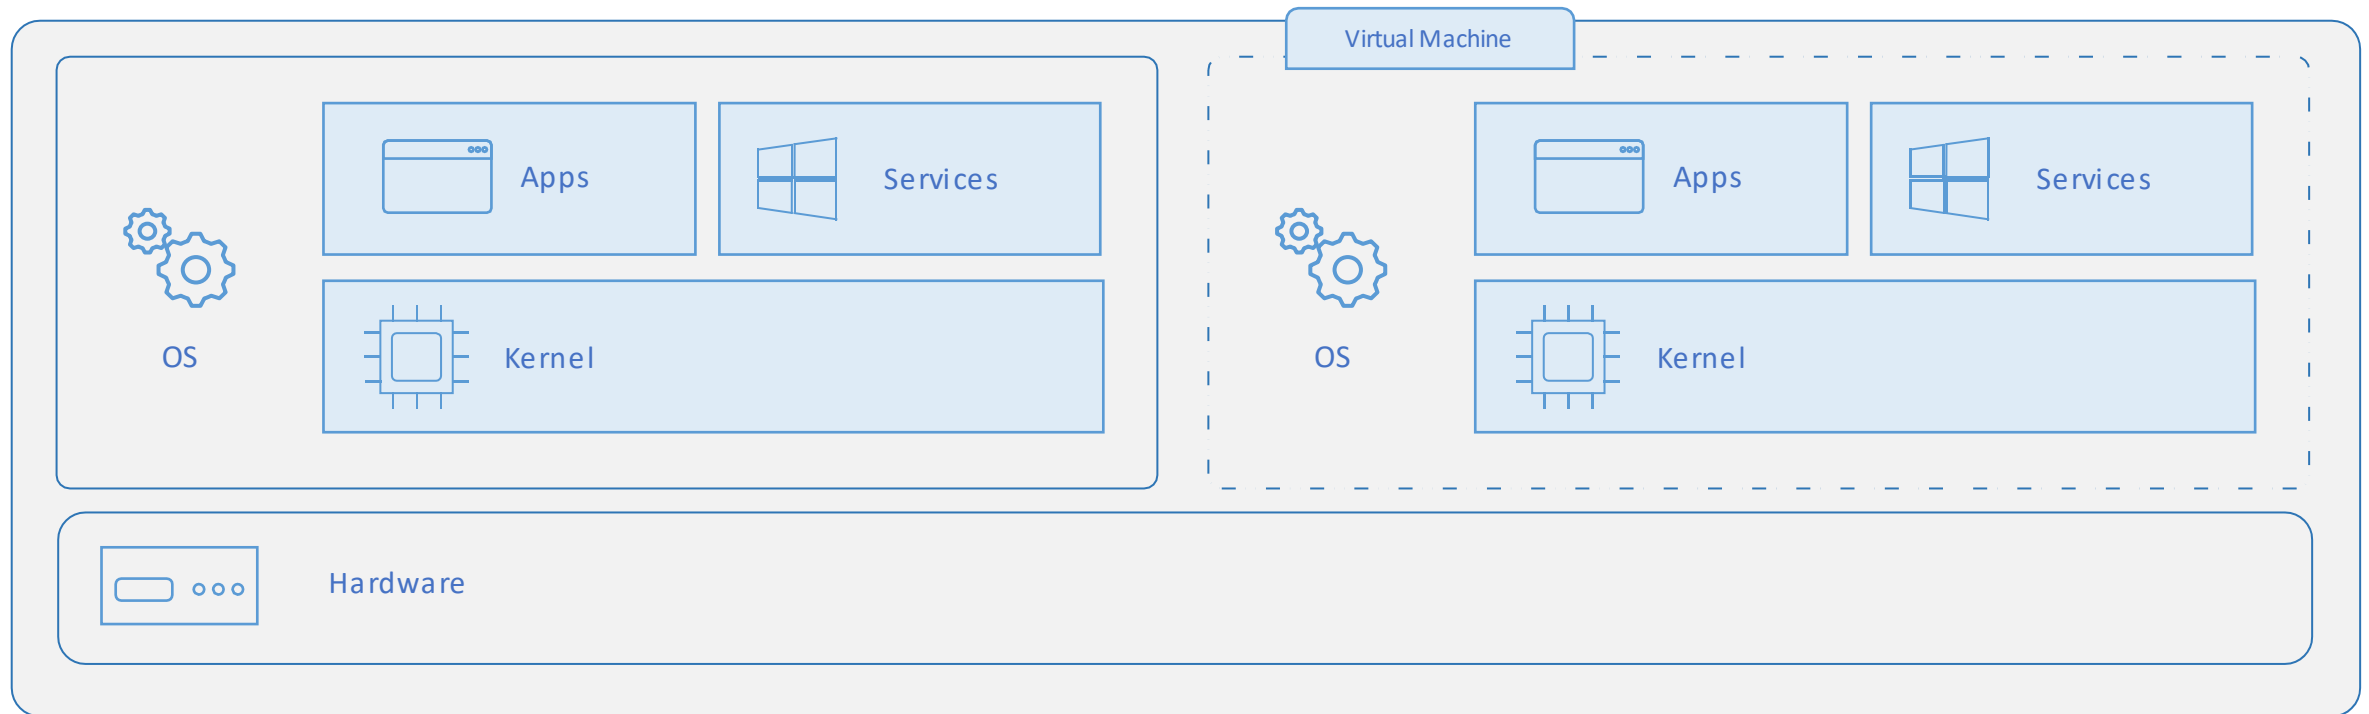 Virtual Machine
Apps
Services
OS
Kernel
Apps
Services
OS
Kernel
Hardware